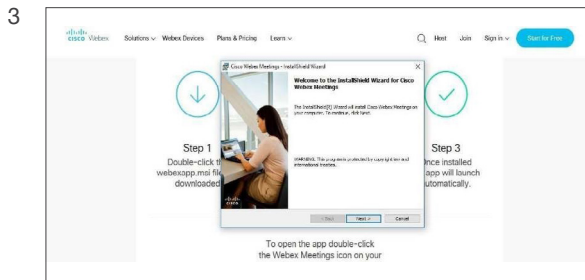 3
cisco Webex Solutions Webex Devices Plans & Pricing Learn Host Join Sign in Start for Free
Cisco Webex Meetings - InstallShield Wizard
Welcome to the InstallShield Wizard for Cisco
Webex Meetings
The InstallShield(R) Wizard will install Cisco Webex Meetings on
your computer. To continue, click Next.
WARNING: This program is protected by copyright law and
international treaties.
cisco
< Back Next > Cancel
Step 1
Double-click th
webexapp.msi file
downloaded
Step 3
Once installed
app will launch
automatically.
To open the app double-click
the Webex Meetings icon on your